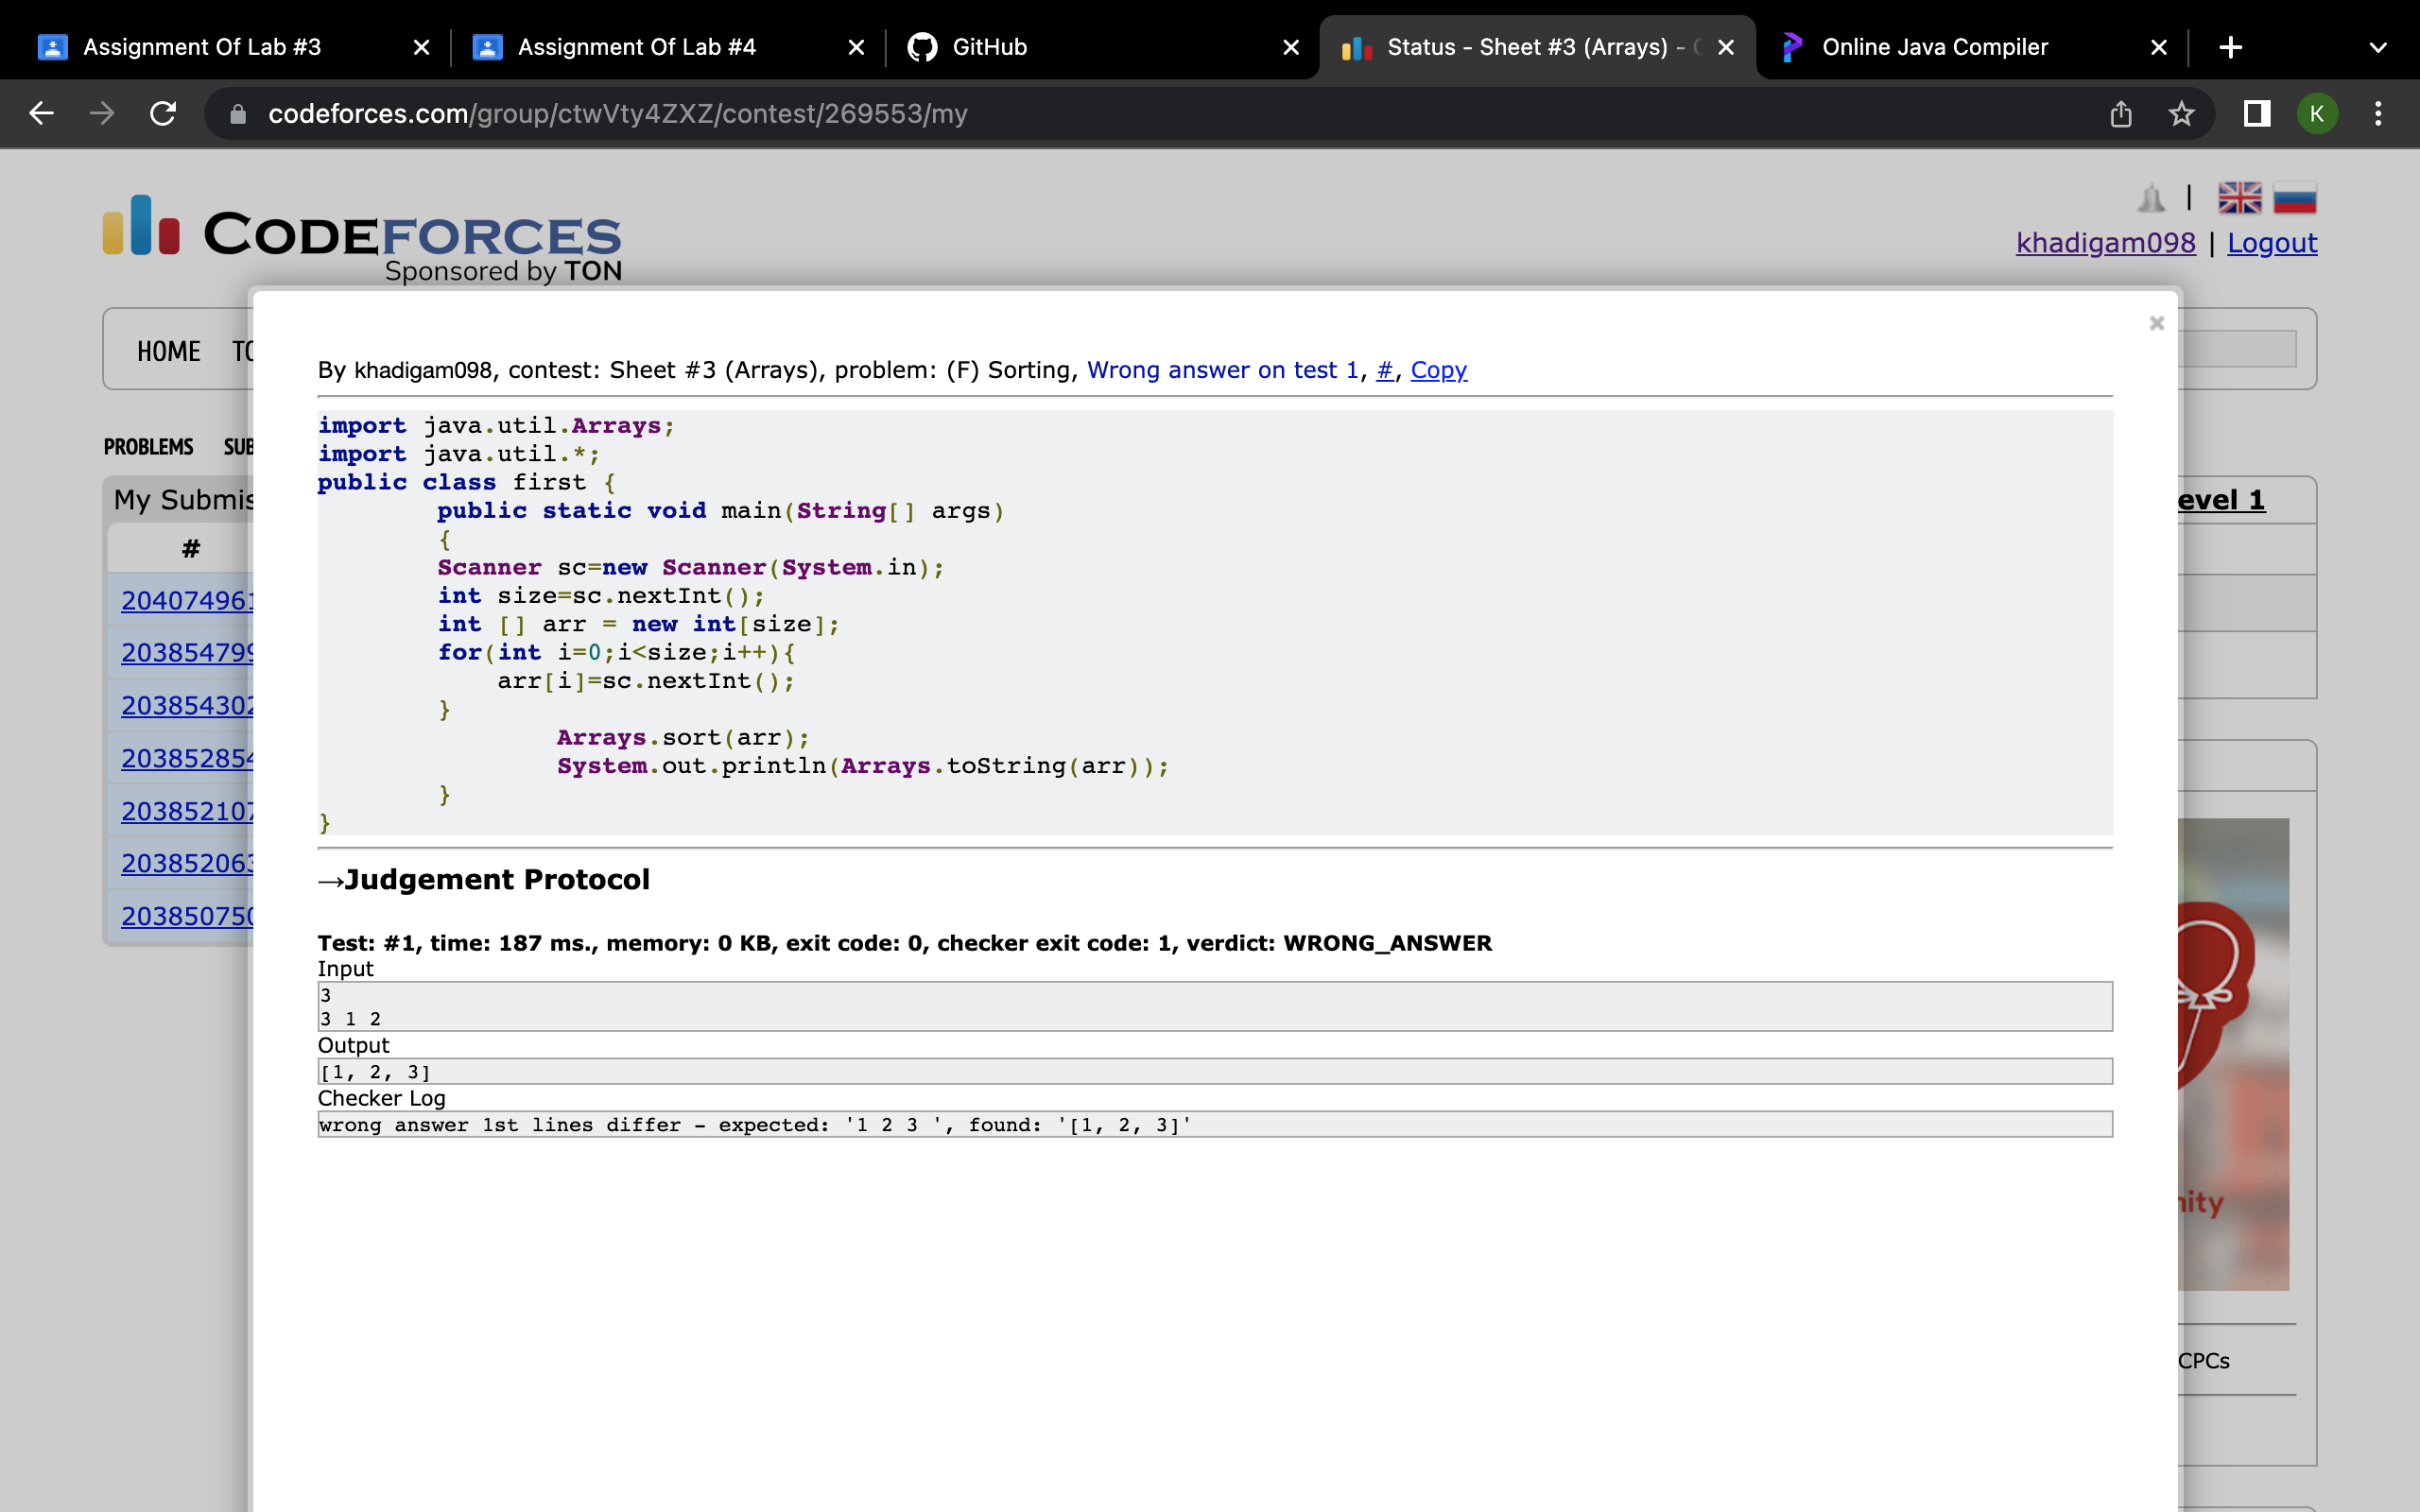 Assignment Of Lab #3
Assignment Of Lab #4
GitHub
Status - Sheet #3 (Arrays) -
Online Java Compiler
codeforces.com/group/ctwVty4ZXZ/contest/269553/my
K
CODEFORCES
Sponsored by TON
|
khadigam098 | Logout
HOME
PROBLEMS
By khadigam098, contest: Sheet #3 (Arrays), problem: (F) Sorting, Wrong answer on test 1, #, Copy
import java.util.Arrays;
import java.util.*;
public class first {
public static void main(String[] args)
{
Scanner sc=new Scanner(System.in);
int size=sc.nextInt();
int [] arr = new int[size];
for(int i=0;i<size;i++){
arr[i]=sc.nextInt();
}
Arrays.sort(arr);
System.out.println(Arrays.toString(arr));
}
}
My Submis
#
204074961
203854799
203854302
203852854
203852107
203852063
203850750
evel 1
→Judgement Protocol
Test: #1, time: 187 ms., memory: 0 KB, exit code: 0, checker exit code: 1, verdict: WRONG_ANSWER
Input
3
3 1 2
Output
[1, 2, 3]
Checker Log
wrong answer 1st lines differ - expected: '1 2 3 ', found: '[1, 2, 3]'
nity
CPCs